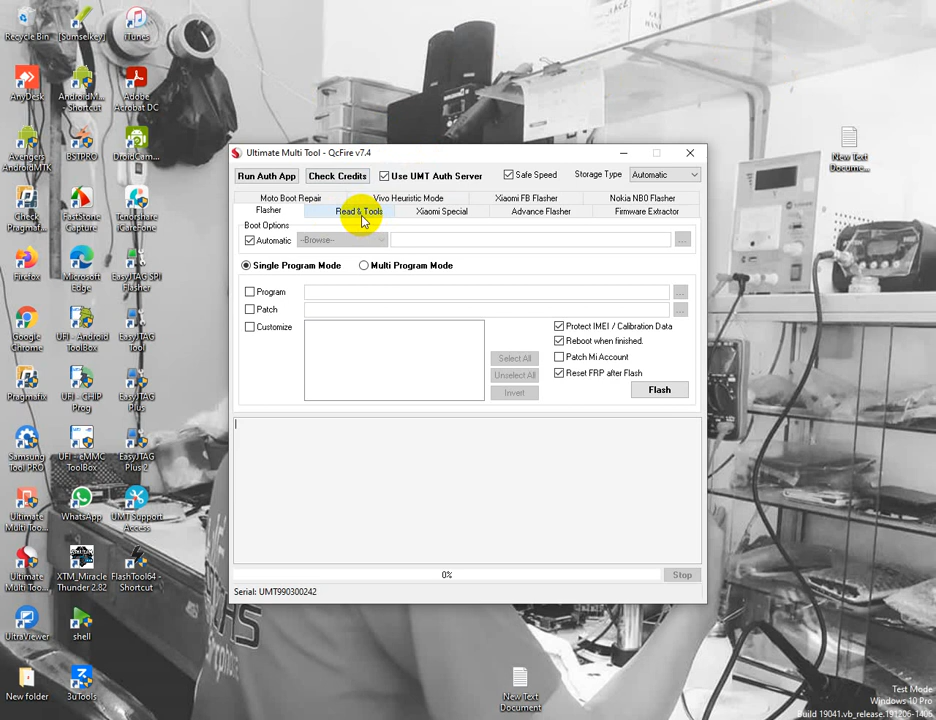 Recycle Bin
[Sumselkey]
iTunes
AnyDesk
AndroidM...
- Shortcut
Adobe
Acrobat DC
Avengers
AndroidMTK
BSTPRO
DroidCam...
Check
Pragmaf...
FastStone
Capture
Tenorshare
iCareFone
Firefox
Microsoft
Edge
EasyJTAG SPI
Flasher
Google
Chrome
UFI - Android
ToolBox
EasyJTAG
Tool
Pragmafix
UFI - CHIP
Prog
EasyJTAG
Plus
Samsung
Tool PRO
UFI - eMMC
ToolBox
EasyJTAG
Plus 2
Ultimate
Multi Too...
WhatsApp
UMT Support
Access
Ultimate
Multi Too...
XTM_Miracle
Thunder 2.82
FlashTool64 -
Shortcut
UltraViewer
shell
New folder
3uTools
New Text
Docume...
Ultimate Multi Tool - QcFire v7.4
Run Auth App
Check Credits
Use UMT Auth Server
Safe Speed
Storage Type
Automatic
Moto Boot Repair
Vivo Heuristic Mode
Xiaomi FB Flasher
Nokia NB0 Flasher
Flasher
Read & Tools
Xiaomi Special
Advance Flasher
Firmware Extractor
Boot Options
Automatic
--Browse--
...
Single Program Mode
Multi Program Mode
Program
...
Patch
...
Customize
Protect IMEI / Calibration Data
Reboot when finished.
Select All
Patch Mi Account
Unselect All
Reset FRP after Flash
Invert
Flash
0%
Stop
Serial: UMT990300242
New Text
Document
Test Mode
Windows 10 Pro
Build 19041.vb_release.191206-1406